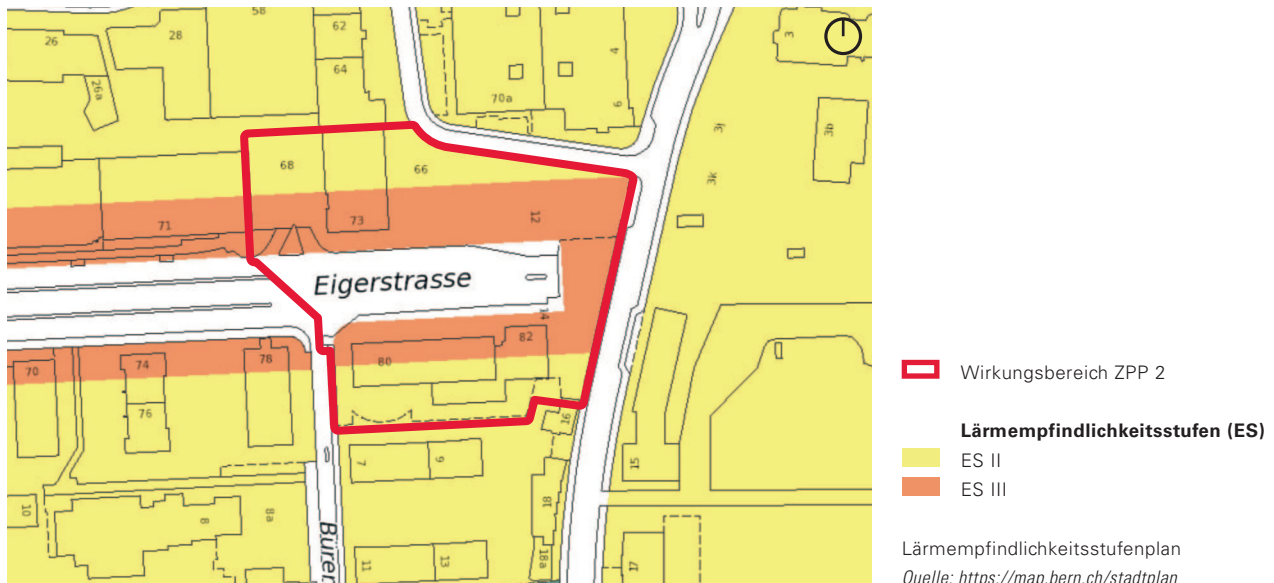 58
62
26
28
3
64
4
26a
70a
6
3j
3b
68
66
3k
71
73
12
Eigerstrasse
14
82
80
70
74
78
76
16
7
9
15
10
8
8a
18
Bürer
11
13
18a
17
Wirkungsbereich ZPP 2
Lärmempfindlichkeitsstufen (ES)
ES II
ES III
Lärmempfindlichkeitsstufenplan
Quelle: https://map.bern.ch/stadtplan